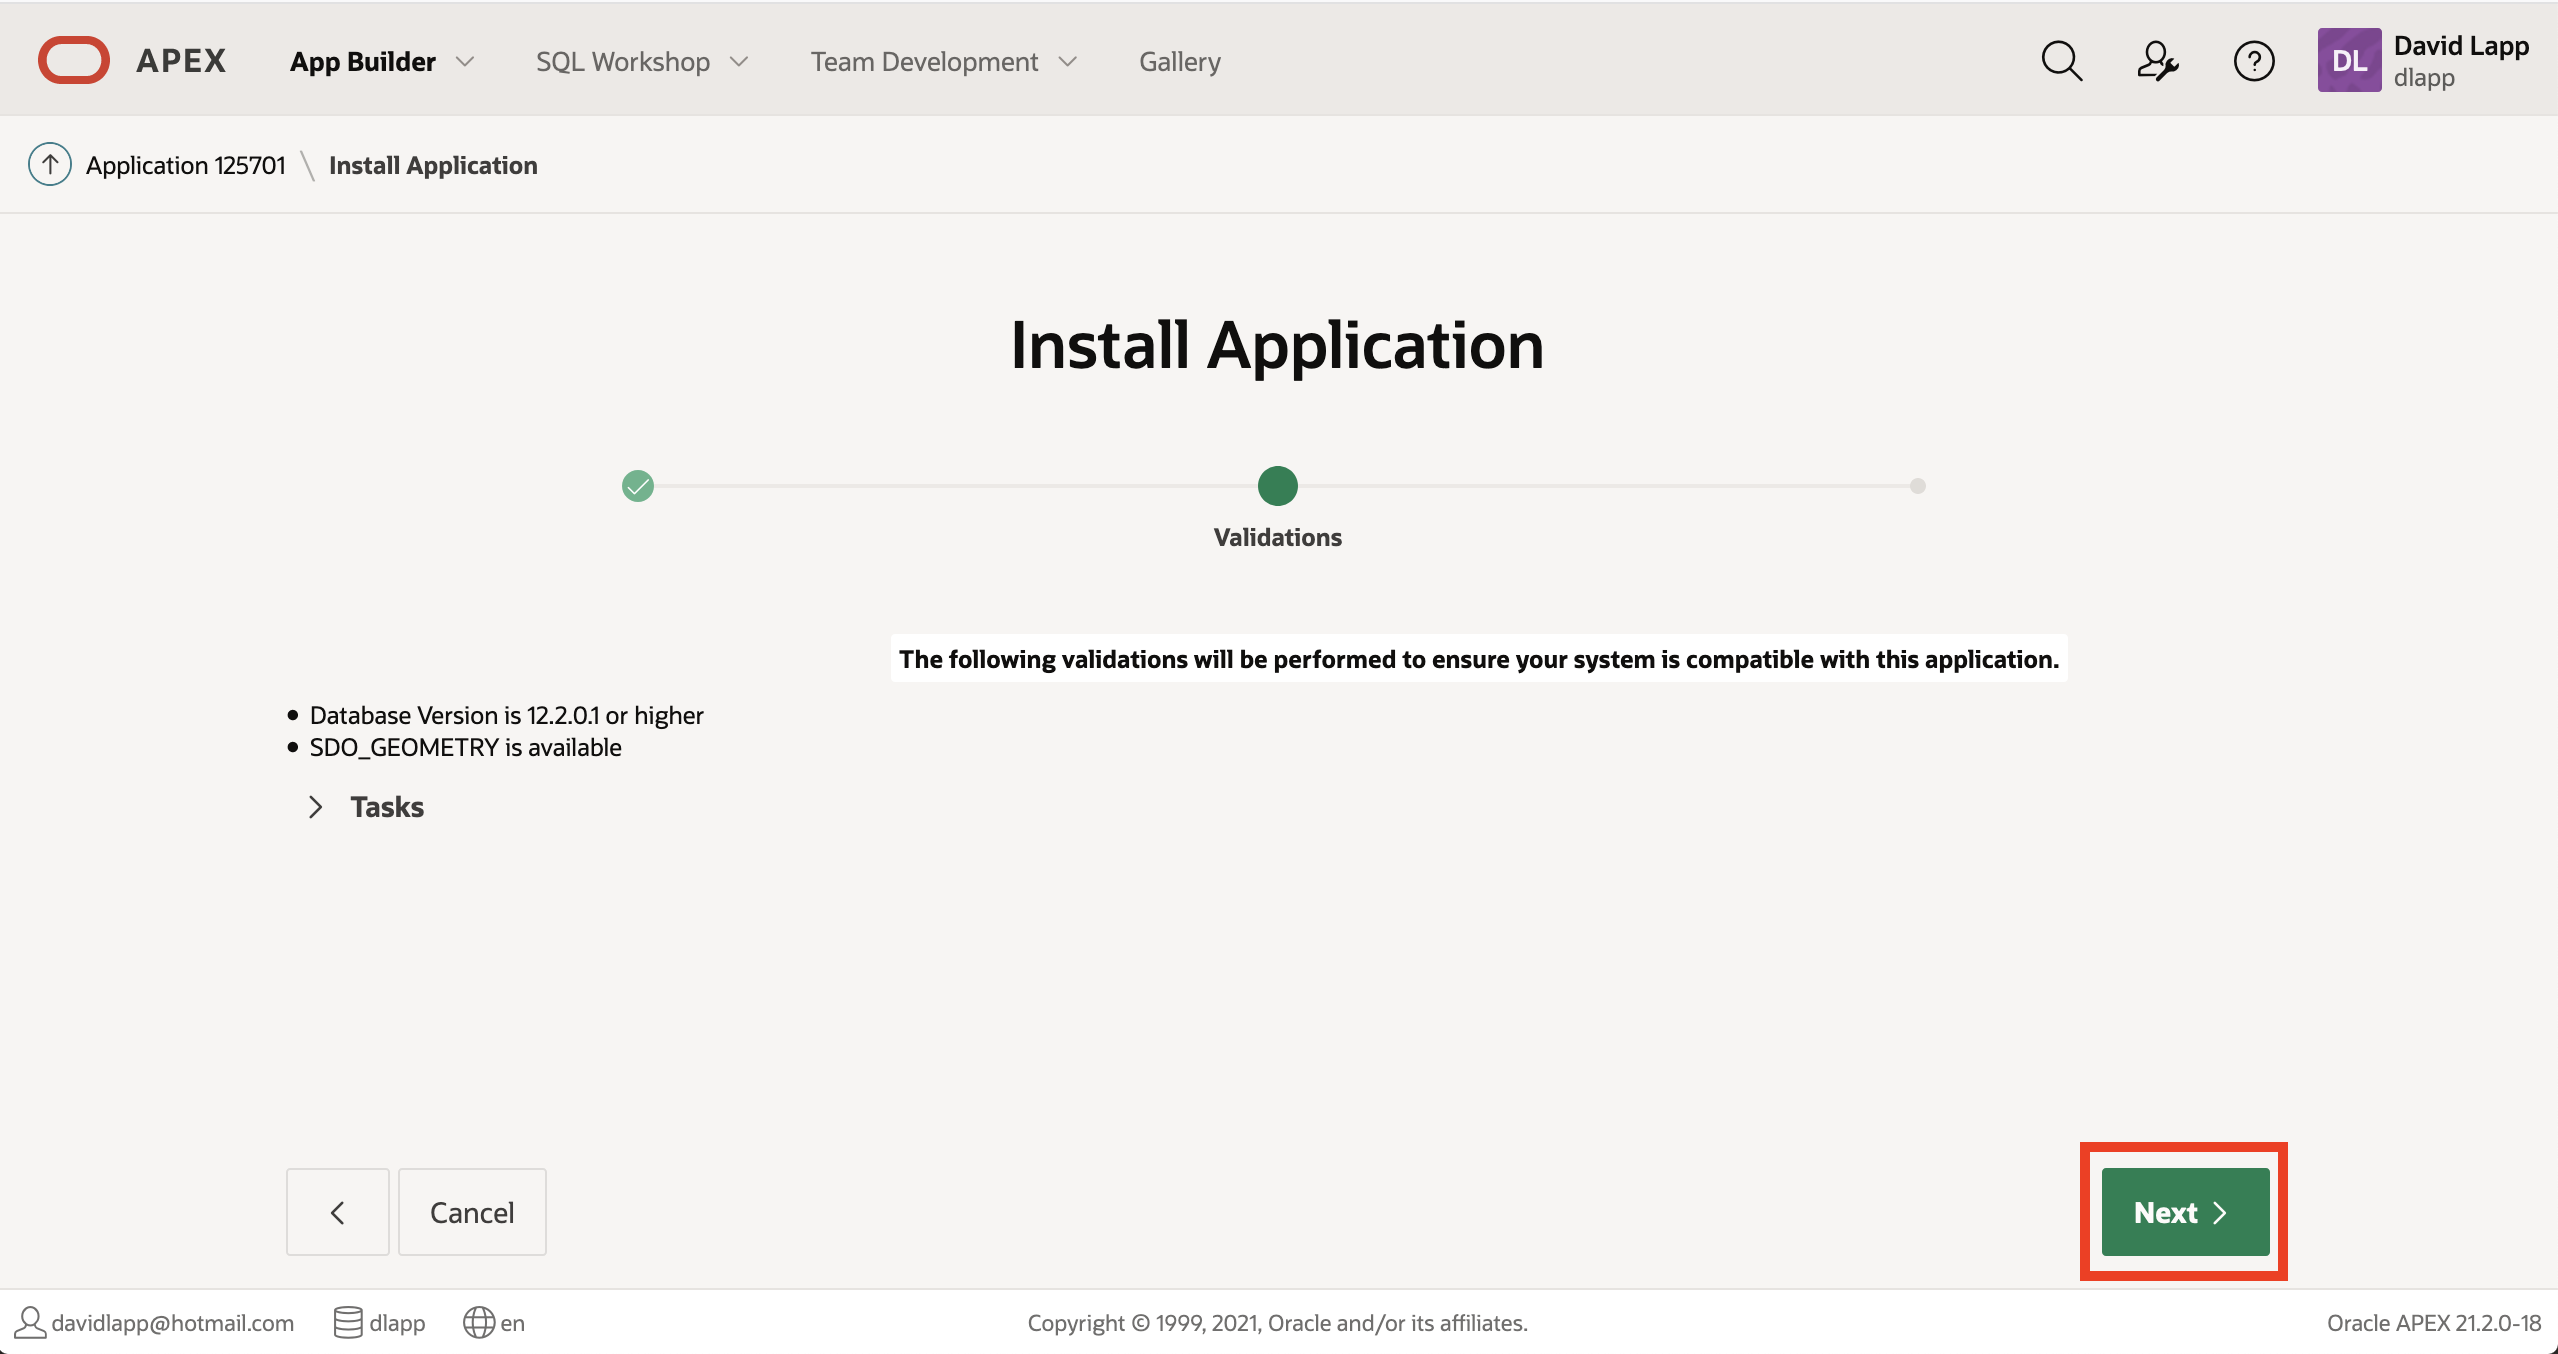 APEX App Builder SQL Workshop Team Development Gallery ? DL David Lapp
dlapp
Application 125701 \ Install Application
Install Application
Validations
The following validations will be performed to ensure your system is compatible with this application.
• Database Version is 12.2.0.1 or higher
• SDO_GEOMETRY is available
Tasks
Cancel Next
davidlapp@hotmail.com dlapp en Copyright © 1999, 2021, Oracle and/or its affiliates. Oracle APEX 21.2.0-18